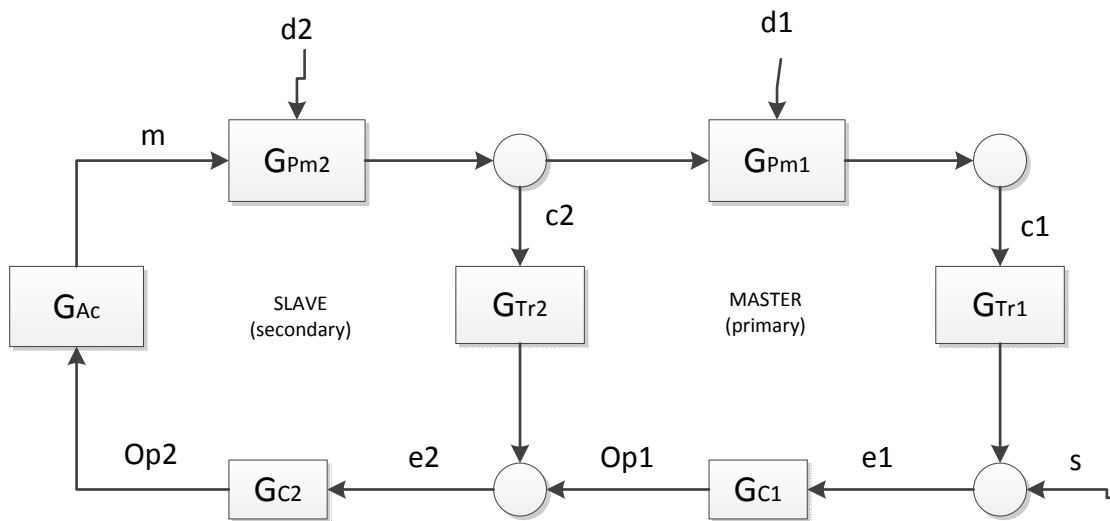 d2
d1
m
GPm2
GPm1
c2
c1
GAc
SLAVE
(secondary)
GTr2
MASTER
(primary)
GTr1
Op2
e2
Op1
e1
s
GC2
GC1